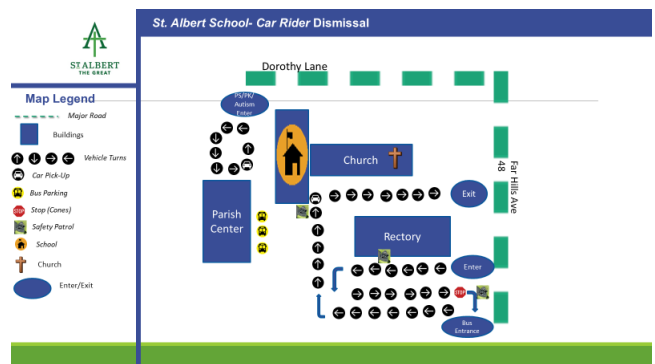 St. Albert School- Car Rider Dismissal
ST ALBERT
THE GREAT
Map Legend
Major Road
Buildings
Vehicle Turns
Car Pick-Up
Bus Parking
STOP
Stop (Cones)
Safety Patrol
School
Church
Enter/Exit
Dorothy Lane
PS/PK/
Autism
Enter
Church
Far Hills Ave
48
Exit
Parish
Center
Rectory
Enter
STOP
Bus
Entrance